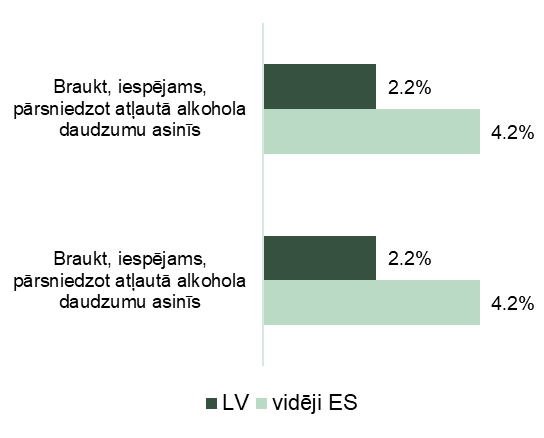 Braukt, iespējams,
pārsniedzot atļautā alkohola
daudzumu asinīs
2.2%
4.2%
Braukt, iespējams,
pārsniedzot atļautā alkohola
daudzumu asinīs
2.2%
4.2%
LV vidēji ES